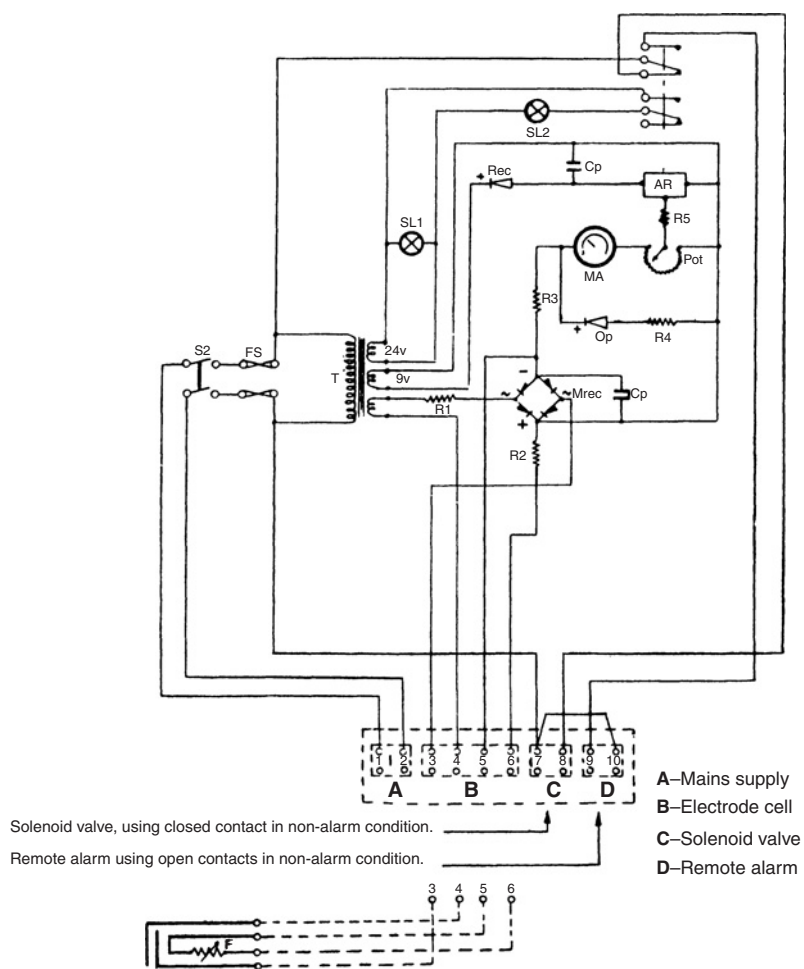 SL2
Rec
Cp
AR
R5
SL1
MA
Pot
R3
Op
R4
S2
FS
T
24v
9v
R1
Mrec
Cp
R2
+
-
+
~
~
+
1 2 3 4 5 6 7 8 9 10
A B C D
A–Mains supply
B–Electrode cell
C–Solenoid valve
D–Remote alarm
Solenoid valve, using closed contact in non-alarm condition.
Remote alarm using open contacts in non-alarm condition.
3 4 5 6
F